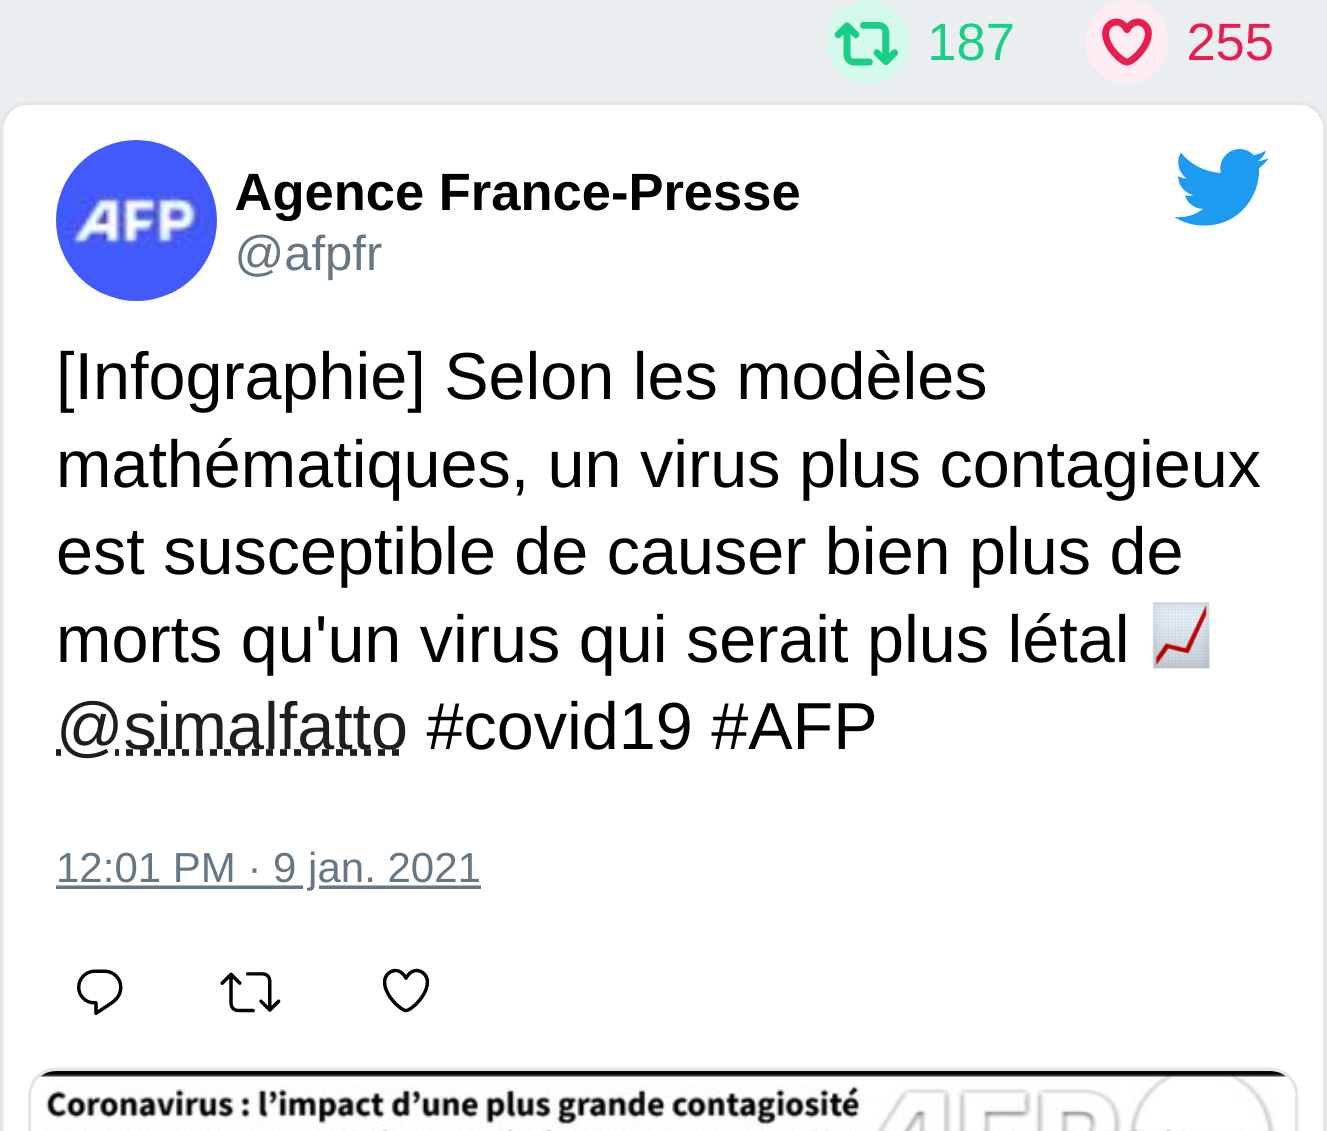 187 255
AFP
Agence France-Presse
@afpfr
[Infographie] Selon les modèles
mathématiques, un virus plus contagieux
est susceptible de causer bien plus de
morts qu'un virus qui serait plus létal
@simalfatto #covid19 #AFP
12:01 PM · 9 jan. 2021
Coronavirus : l’impact d’une plus grande contagiosité
AFP